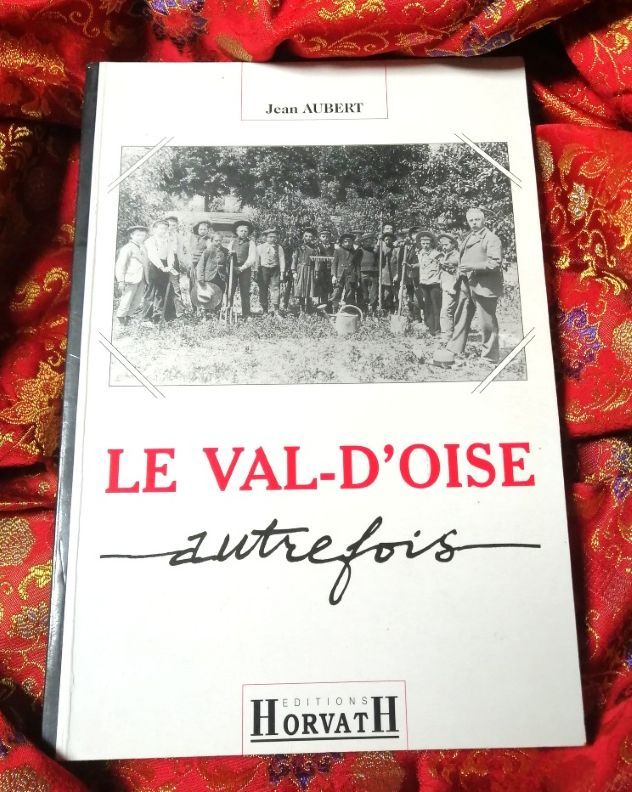 Jean AUBERT
LE VAL-D'OISE
autrefois
EDITIONS
HORVATH